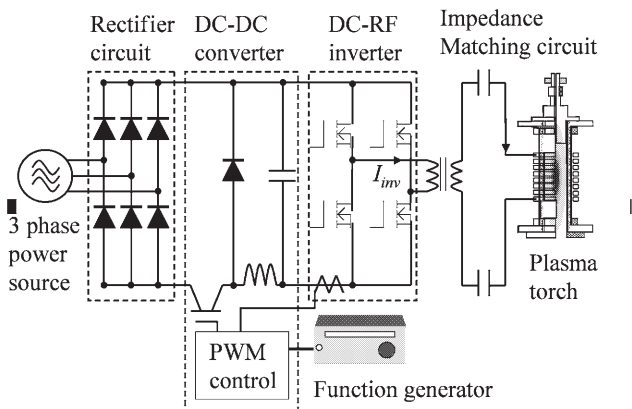 Rectifier
circuit
DC-DC
converter
DC-RF
inverter
Impedance
Matching circuit
I_inv
3 phase
power
source
Plasma
torch
PWM
control
Function generator